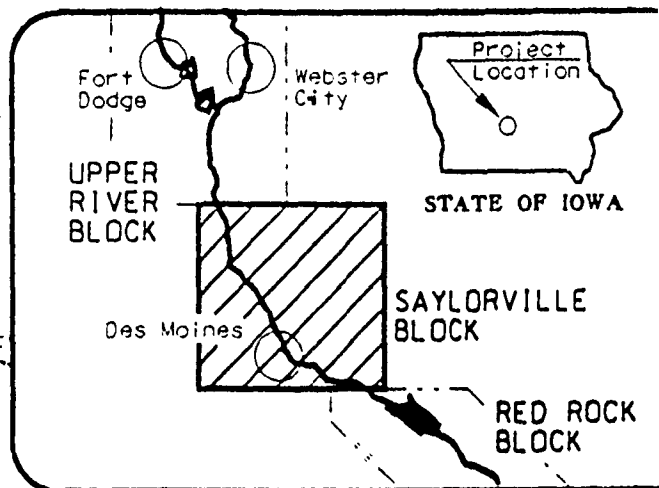 Fort
Dodge
Webster
City
Project
Location
STATE OF IOWA
UPPER
RIVER
BLOCK
SAYLORVILLE
BLOCK
Des Moines
RED ROCK
BLOCK